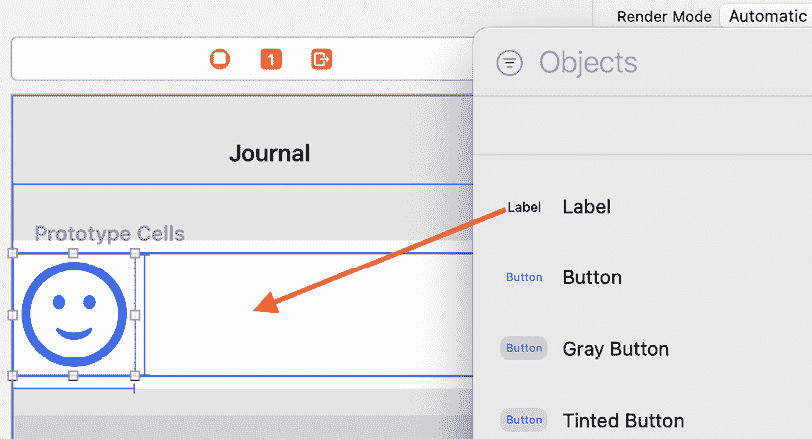 Render Mode Automatic
1
Objects
Journal
Prototype Cells
Label Label
Button Button
Button Gray Button
Button Tinted Button